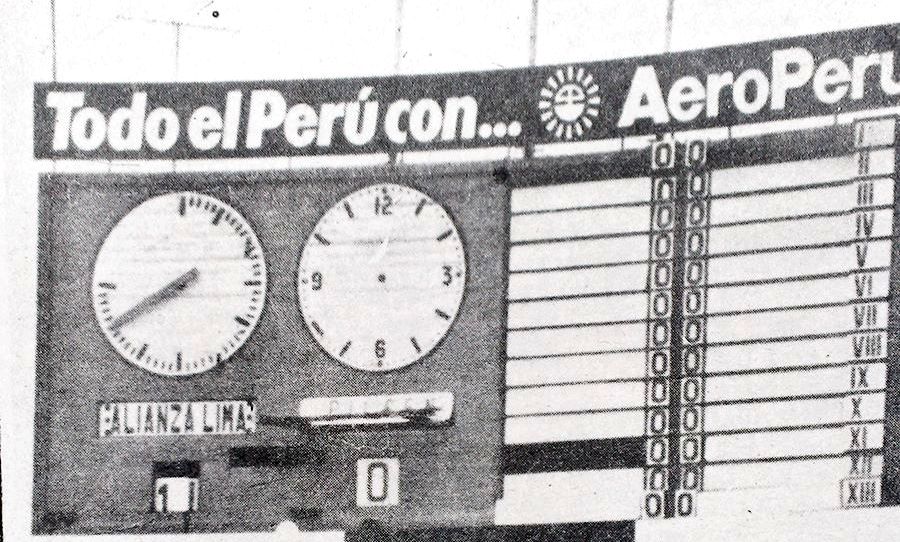 Todo el Perú con... AeroPeru
12
9 3
6
ALIANZA LIMA
11 0
0 0 I
0 0 II
0 0 III
0 0 IV
0 0 V
0 0 VI
0 0 VII
0 0 VIII
0 0 IX
0 0 X
0 0 XI
0 0 XII
0 0 XIII